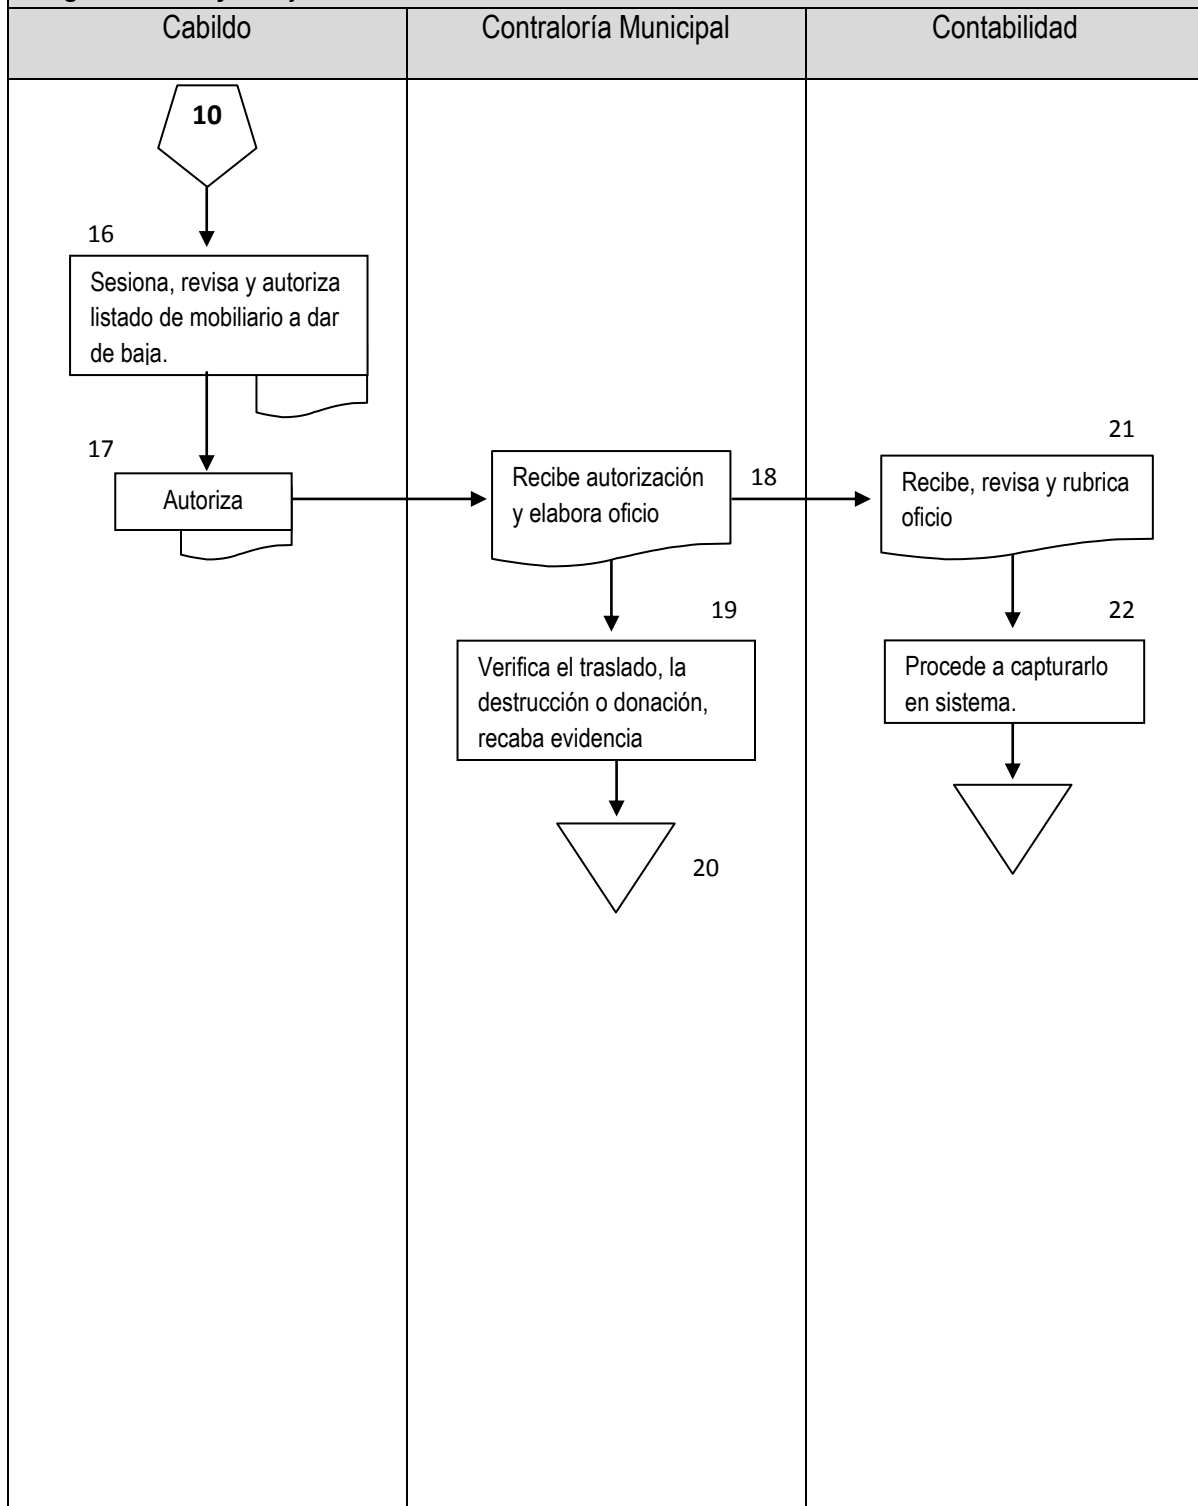 Cabildo
Contraloría Municipal
Contabilidad
10
16
Sesiona, revisa y autoriza
listado de mobiliario a dar
de baja.
17
Autoriza
Recibe autorización
y elabora oficio
18
19
Verifica el traslado, la
destrucción o donación,
recaba evidencia
20
21
Recibe, revisa y rubrica
oficio
22
Procede a capturarlo
en sistema.